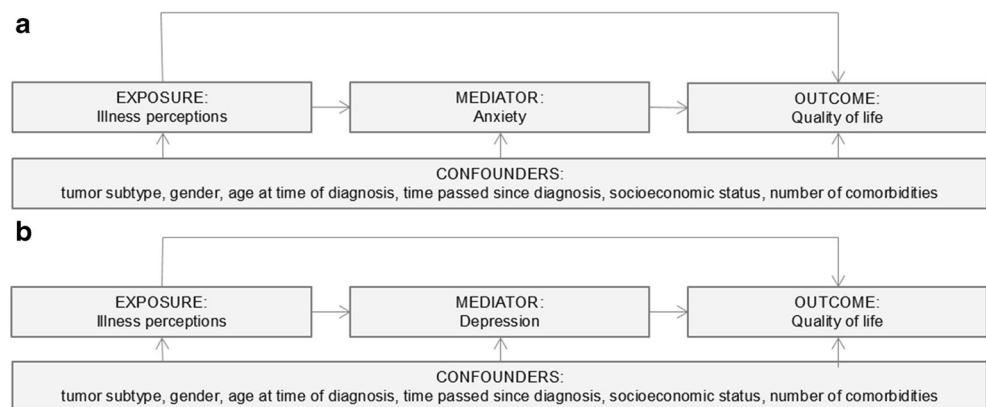 a
EXPOSURE:
Illness perceptions
MEDIATOR:
Anxiety
OUTCOME:
Quality of life
CONFOUNDERS:
tumor subtype, gender, age at time of diagnosis, time passed since diagnosis, socioeconomic status, number of comorbidities
b
EXPOSURE:
Illness perceptions
MEDIATOR:
Depression
OUTCOME:
Quality of life
CONFOUNDERS:
tumor subtype, gender, age at time of diagnosis, time passed since diagnosis, socioeconomic status, number of comorbidities